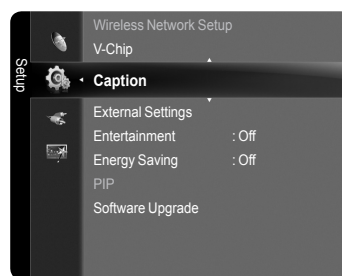 Setup
Wireless Network Setup
V-Chip
Caption
External Settings
Entertainment : Off
Energy Saving : Off
PIP
Software Upgrade